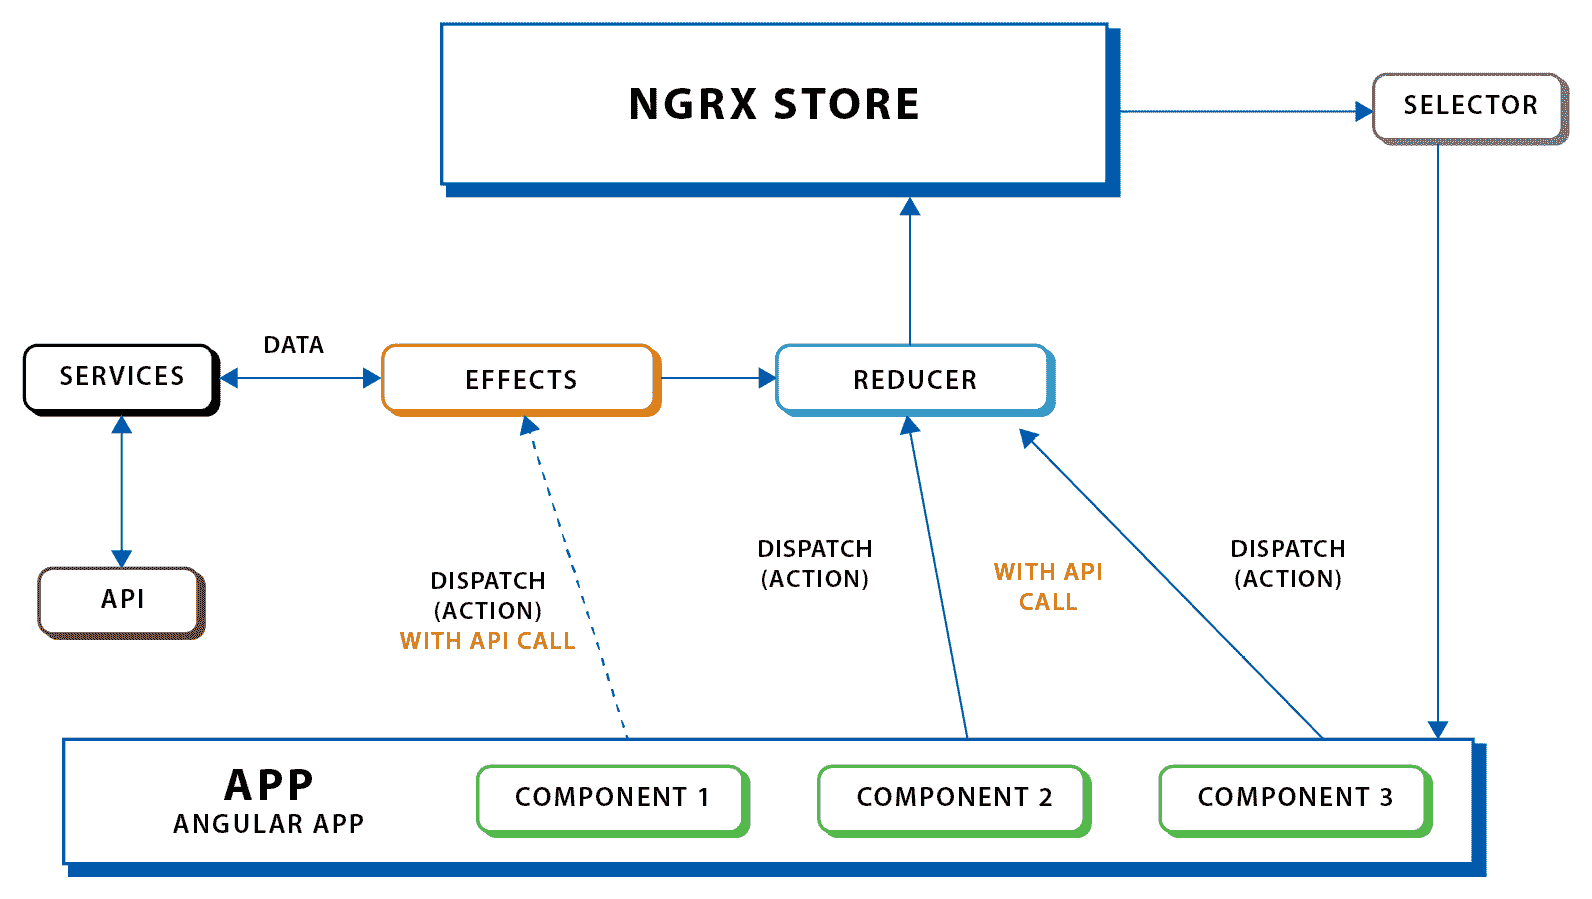 NGRX STORE
SELECTOR
DATA
SERVICES
EFFECTS
REDUCER
API
DISPATCH
(ACTION)
WITH API CALL
DISPATCH
(ACTION)
WITH API
CALL
DISPATCH
(ACTION)
APP
ANGULAR APP
COMPONENT 1
COMPONENT 2
COMPONENT 3